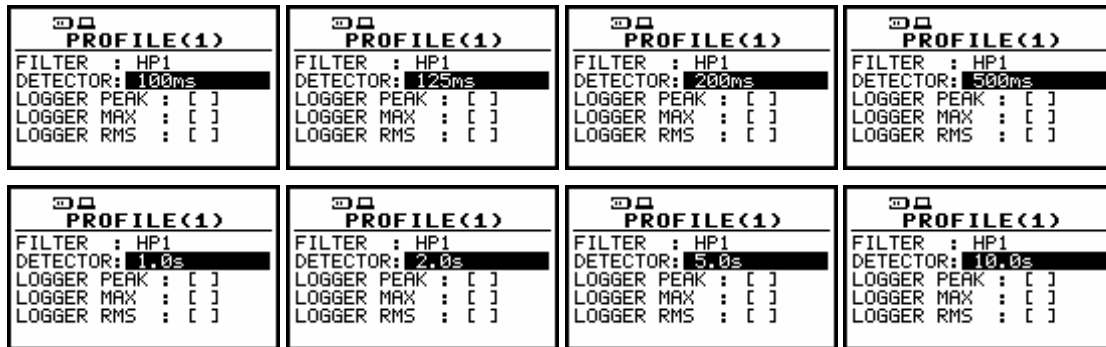 PROFILE(1)
FILTER : HP1
DETECTOR: 100ms
LOGGER PEAK : [ ]
LOGGER MAX : [ ]
LOGGER RMS : [ ]
PROFILE(1)
FILTER : HP1
DETECTOR: 125ms
LOGGER PEAK : [ ]
LOGGER MAX : [ ]
LOGGER RMS : [ ]
PROFILE(1)
FILTER : HP1
DETECTOR: 200ms
LOGGER PEAK : [ ]
LOGGER MAX : [ ]
LOGGER RMS : [ ]
PROFILE(1)
FILTER : HP1
DETECTOR: 500ms
LOGGER PEAK : [ ]
LOGGER MAX : [ ]
LOGGER RMS : [ ]
PROFILE(1)
FILTER : HP1
DETECTOR: 1.0s
LOGGER PEAK : [ ]
LOGGER MAX : [ ]
LOGGER RMS : [ ]
PROFILE(1)
FILTER : HP1
DETECTOR: 2.0s
LOGGER PEAK : [ ]
LOGGER MAX : [ ]
LOGGER RMS : [ ]
PROFILE(1)
FILTER : HP1
DETECTOR: 5.0s
LOGGER PEAK : [ ]
LOGGER MAX : [ ]
LOGGER RMS : [ ]
PROFILE(1)
FILTER : HP1
DETECTOR: 10.0s
LOGGER PEAK : [ ]
LOGGER MAX : [ ]
LOGGER RMS : [ ]